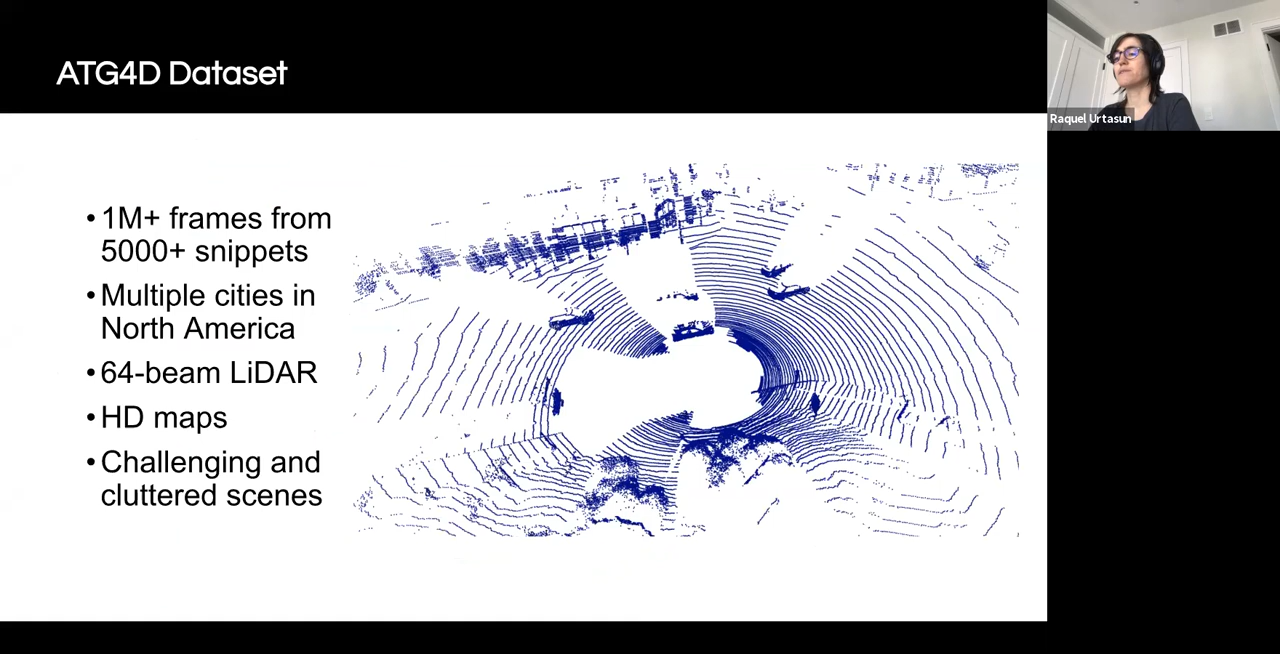 ATG4D Dataset
Raquel Urtasun
• 1M+ frames from
5000+ snippets
• Multiple cities in
North America
• 64-beam LiDAR
• HD maps
• Challenging and
cluttered scenes